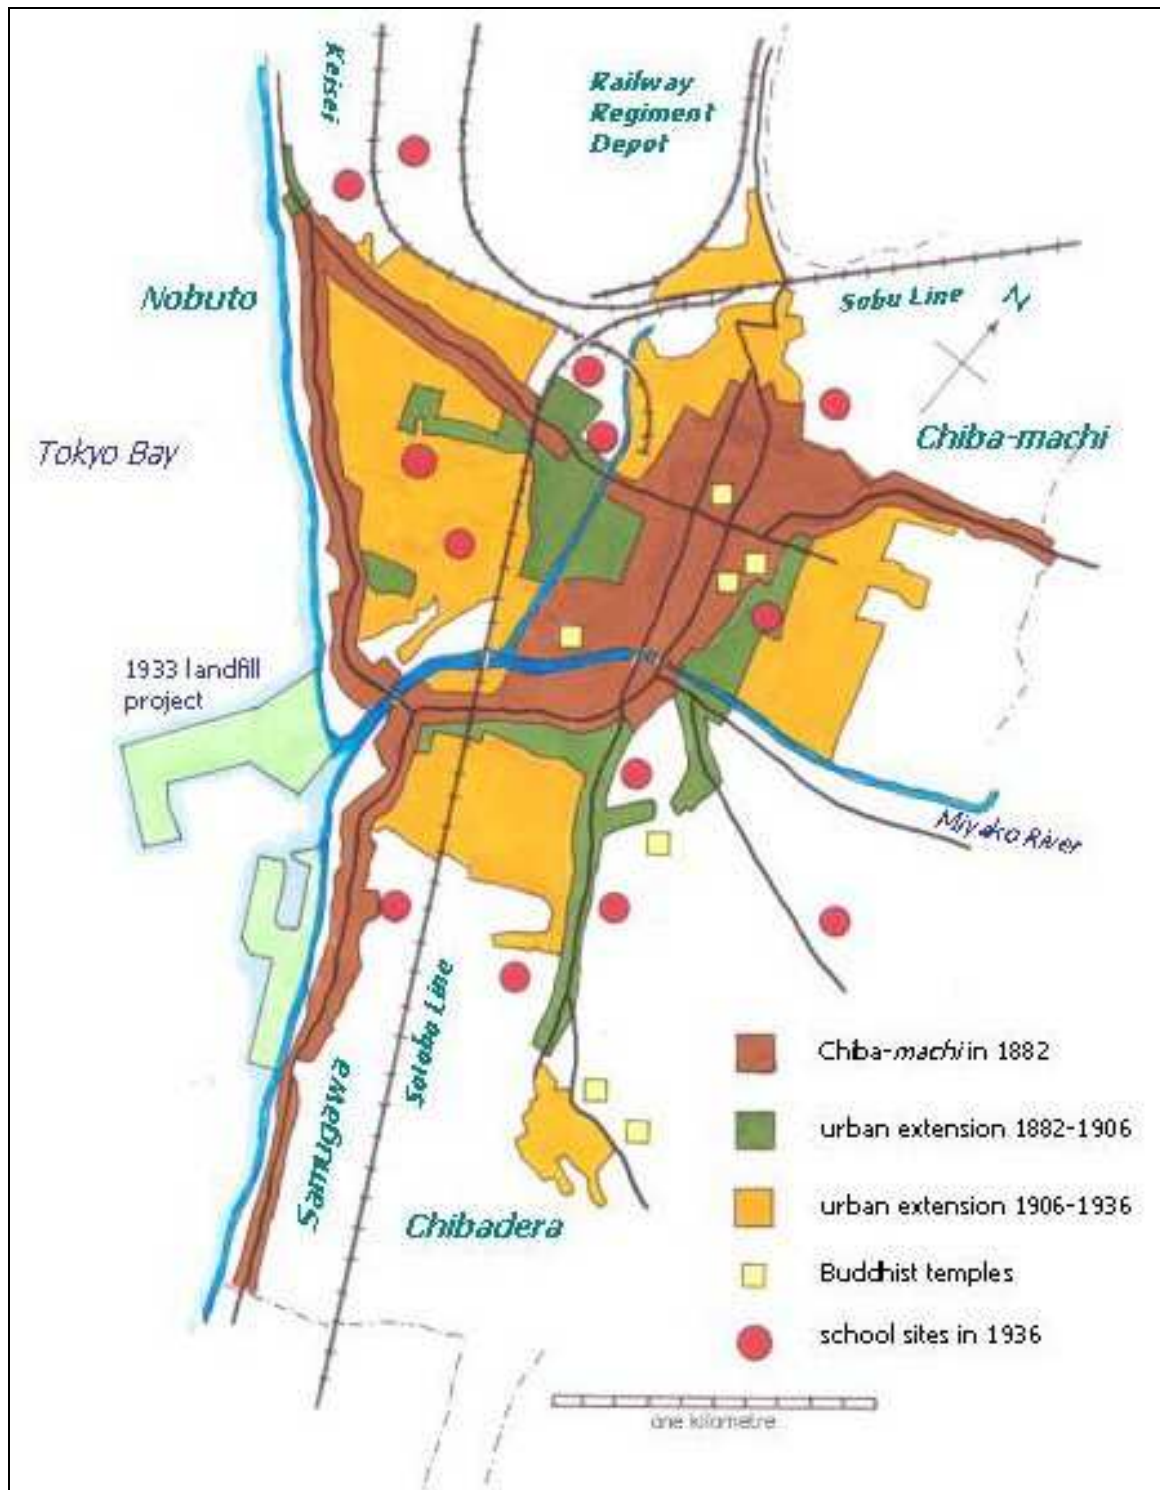 Keisei
Railway
Regiment
Depot
Nobuto
Sobu Line
N
Tokyo Bay
Chiba-machi
1933 landfill
project
Miyako River
Sotobo Line
Samugawa
Chibadera
Chiba-machi in 1882
urban extension 1882-1906
urban extension 1906-1936
Buddhist temples
school sites in 1936
one kilometre